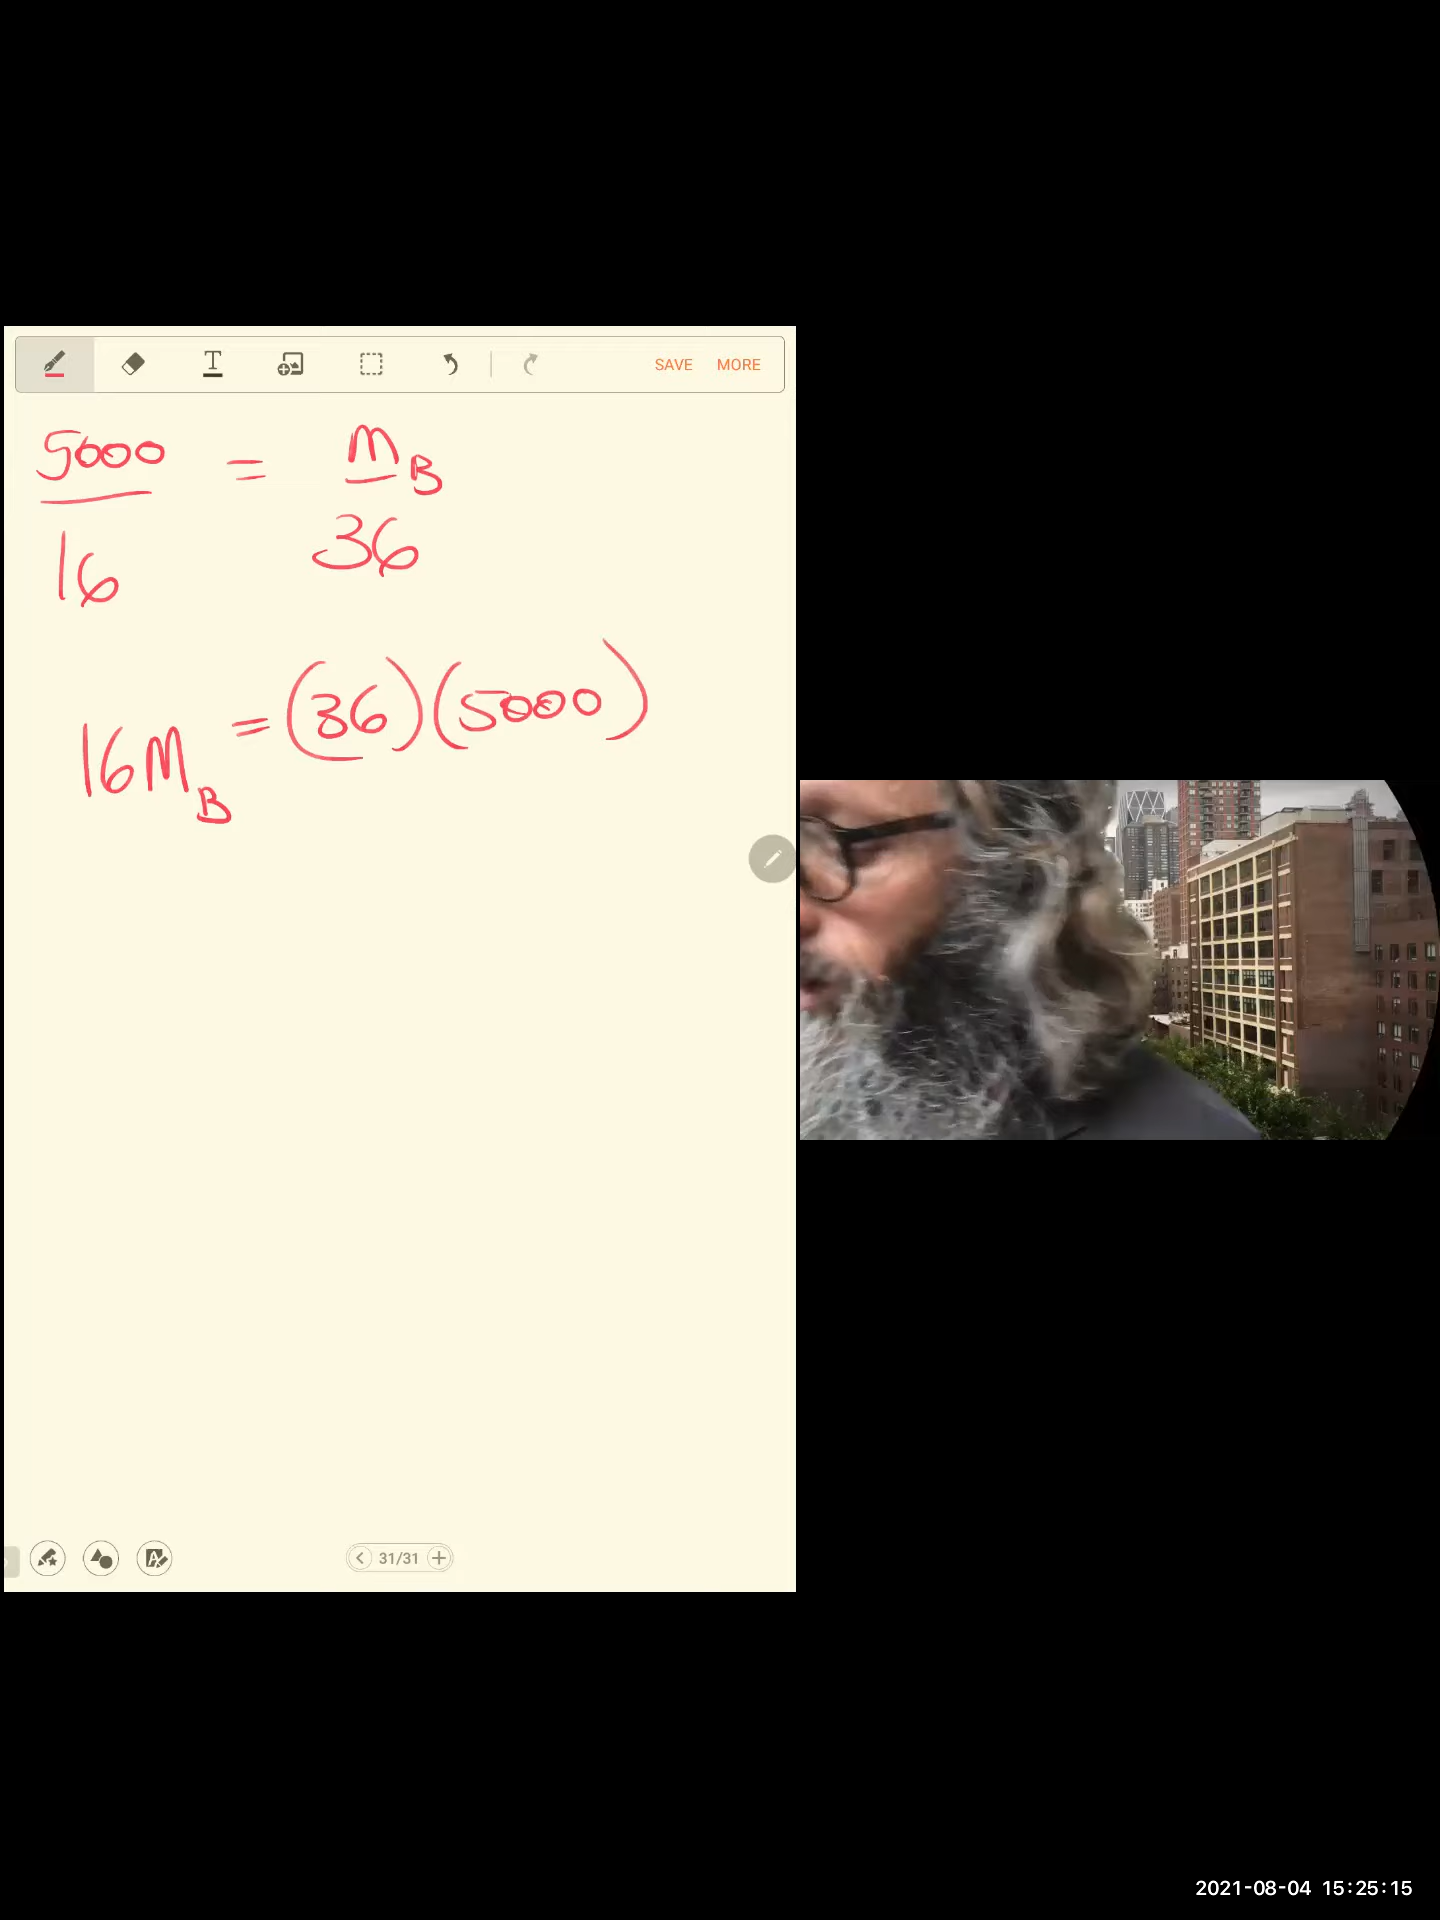 T SAVE MORE
5000 = M_B
16 36
16M_B = (36)(5000)
31/31
2021-08-04 15:25:15